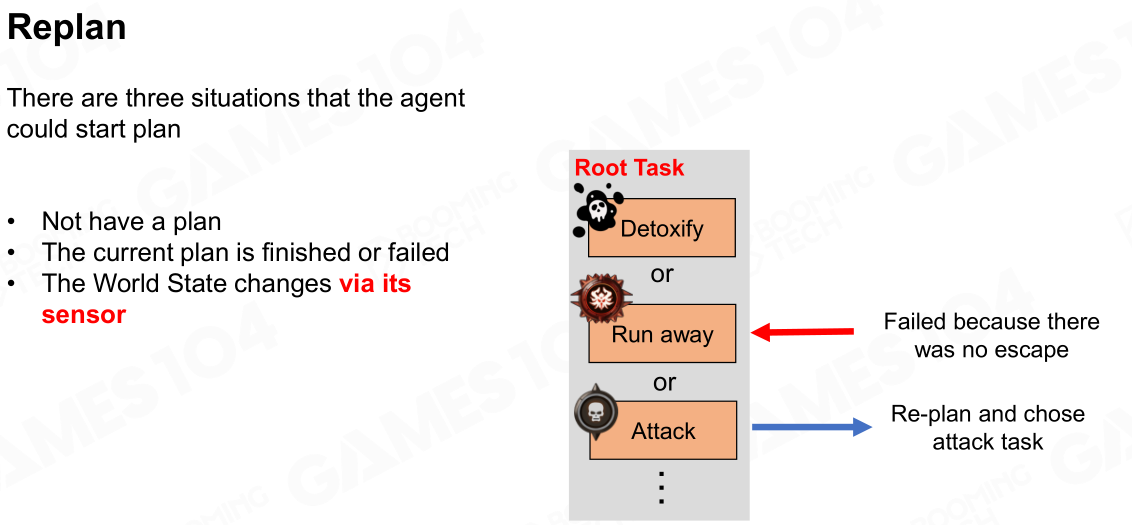 Replan
There are three situations that the agent
could start plan
• Not have a plan
• The current plan is finished or failed
• The World State changes via its
sensor
Root Task
Detoxify
or
Run away
or
Attack
⋮
Failed because there
was no escape
Re-plan and chose
attack task
GAMES 104
BOOMING
TECH